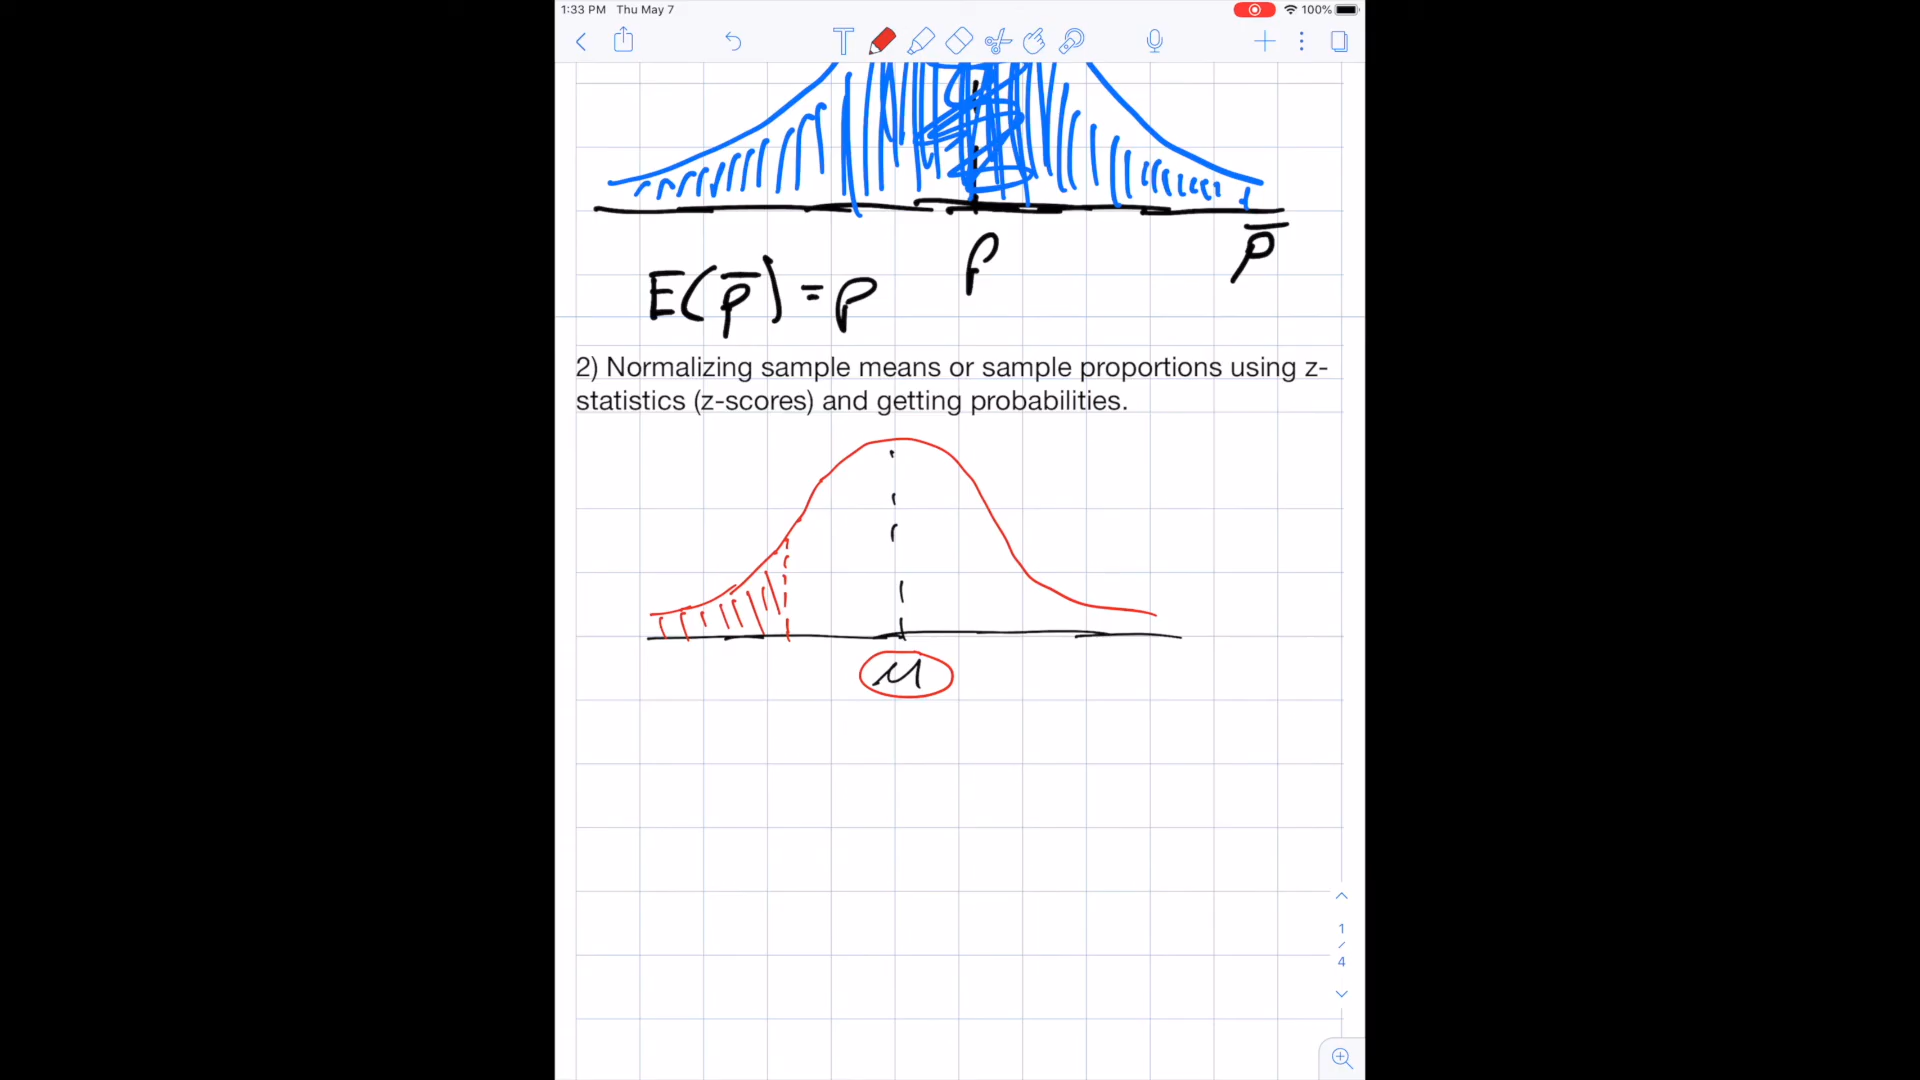 1:33 PM Thu May 7
100%
T
p
p̅
E(p̅)=p
2) Normalizing sample means or sample proportions using z-
statistics (z-scores) and getting probabilities.
μ
1
/
4